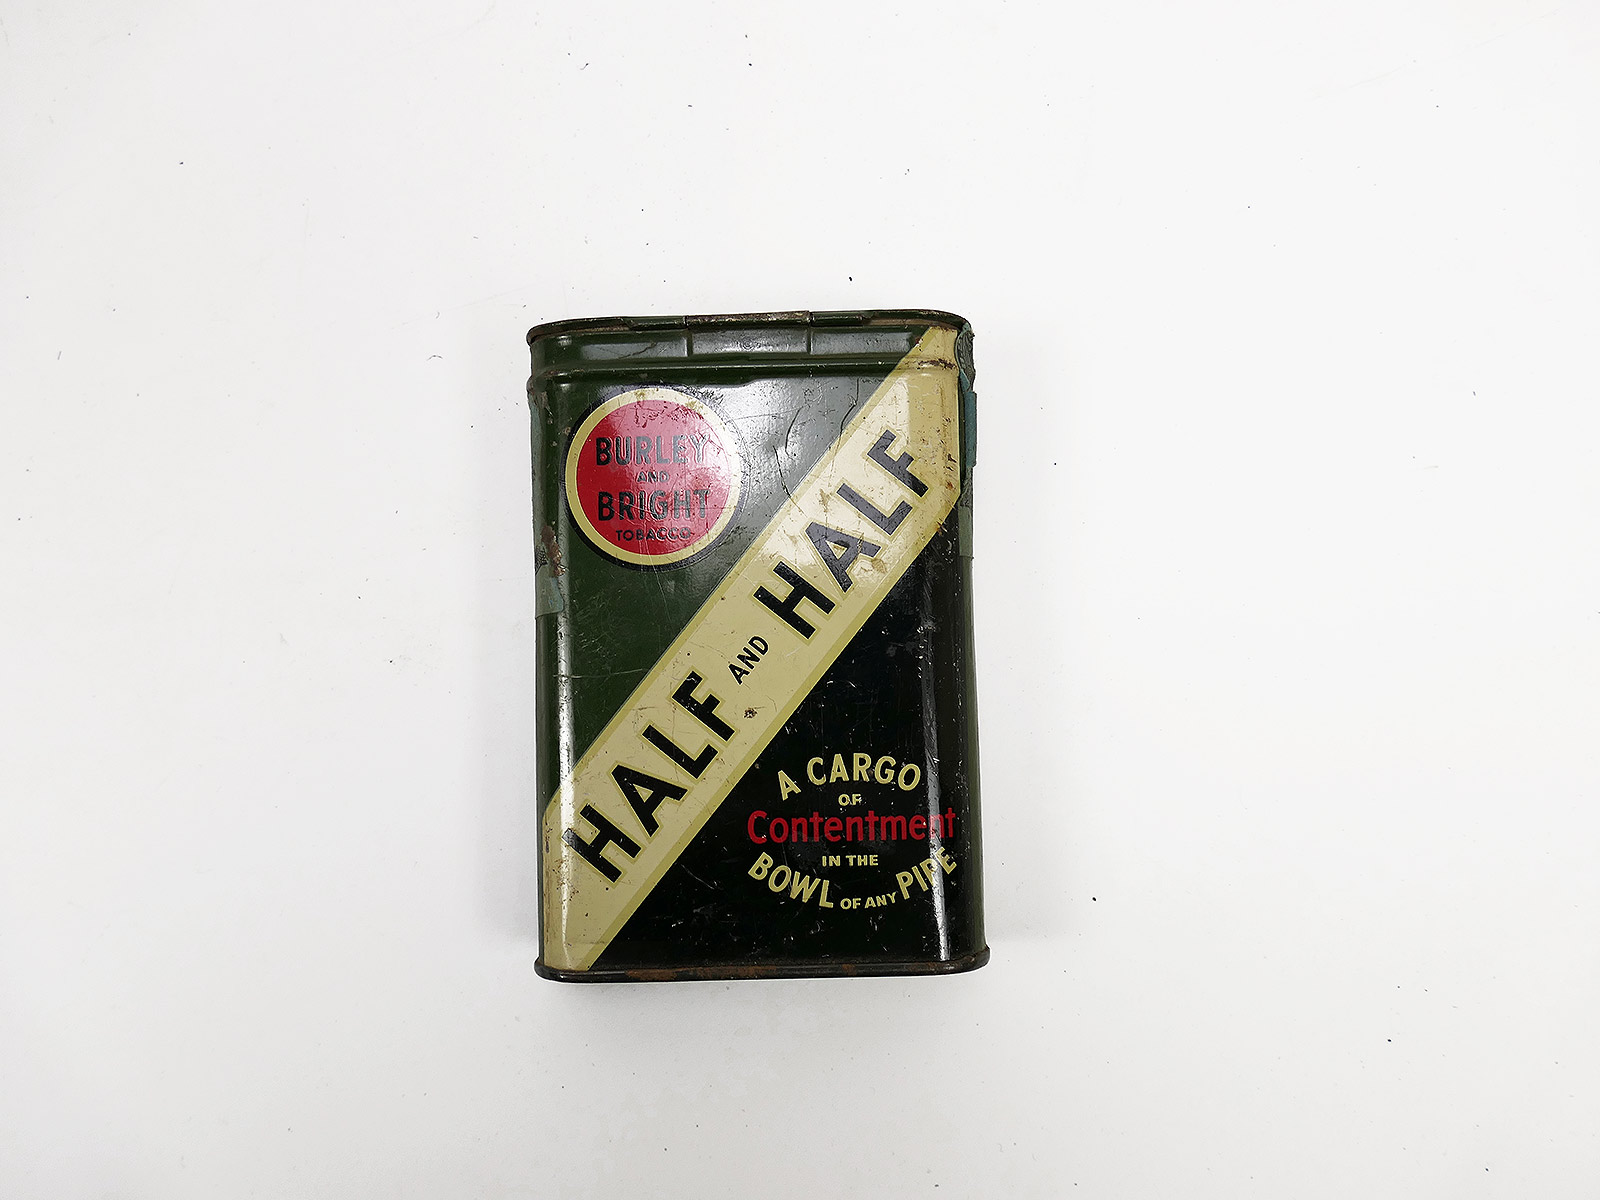 BURLEY
AND
BRIGHT
TOBACCO
HALF AND HALF
A CARGO
OF
Contentment
IN THE
BOWL OF ANY PIPE